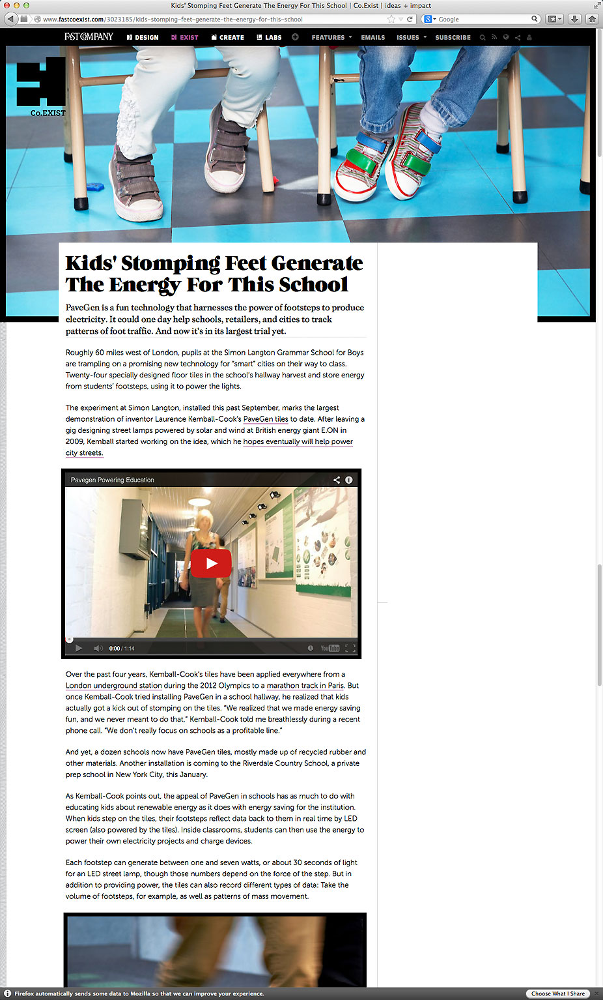 Kids' Stomping Feet Generate The Energy For This School | Co.Exist | ideas + impact
www.fastcoexist.com/3023185/kids-stomping-feet-generate-the-energy-for-this-school
Google
FAST COMPANY DESIGN EXIST CREATE LABS FEATURES EMAILS ISSUES SUBSCRIBE
Co.EXIST
Kids' Stomping Feet Generate
The Energy For This School
PaveGen is a fun technology that harnesses the power of footsteps to produce
electricity. It could one day help schools, retailers, and cities to track
patterns of foot traffic. And now it's in its largest trial yet.
Roughly 60 miles west of London, pupils at the Simon Langton Grammar School for Boys
are trampling on a promising new technology for “smart” cities on their way to class.
Twenty-four specially designed floor tiles in the school's hallway harvest and store energy
from students' footsteps, using it to power the lights.
The experiment at Simon Langton, installed this past September, marks the largest
demonstration of inventor Laurence Kemball-Cook's PaveGen tiles to date. After leaving a
gig designing street lamps powered by solar and wind at British energy giant E.ON in
2009, Kemball started working on the idea, which he hopes eventually will help power
city streets.
Pavegen Powering Education
0:00 / 1:14
YouTube
Over the past four years, Kemball-Cook's tiles have been applied everywhere from a
London underground station during the 2012 Olympics to a marathon track in Paris. But
once Kemball-Cook tried installing PaveGen in a school hallway, he realized that kids
actually got a kick out of stomping on the tiles. “We realized that we made energy saving
fun, and we never meant to do that,” Kemball-Cook told me breathlessly during a recent
phone call. “We don't really focus on schools as a profitable line.”
And yet, a dozen schools now have PaveGen tiles, mostly made up of recycled rubber and
other materials. Another installation is coming to the Riverdale Country School, a private
prep school in New York City, this January.
As Kemball-Cook points out, the appeal of PaveGen in schools has as much to do with
educating kids about renewable energy as it does with energy saving for the institution.
When kids step on the tiles, their footsteps reflect data back to them in real time by LED
screen (also powered by the tiles). Inside classrooms, students can then use the energy to
power their own electricity projects and charge devices.
Each footstep can generate between one and seven watts, or about 30 seconds of light
for an LED street lamp, though those numbers depend on the force of the step. But in
addition to providing power, the tiles can also record different types of data: Take the
volume of footsteps, for example, as well as patterns of mass movement.
Firefox automatically sends some data to Mozilla so that we can improve your experience.
Choose What I Share